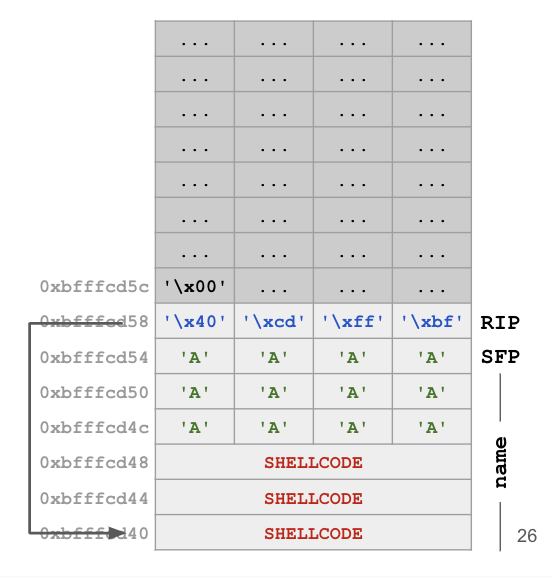 ... ... ... ...
... ... ... ...
... ... ... ...
... ... ... ...
... ... ... ...
... ... ... ...
... ... ... ...
0xbfffcd5c '\x00' ... ... ...
0xbfffcd58 '\x40' '\xcd' '\xff' '\xbf' RIP
0xbfffcd54 'A' 'A' 'A' 'A' SFP
0xbfffcd50 'A' 'A' 'A' 'A'
0xbfffcd4c 'A' 'A' 'A' 'A'
0xbfffcd48 SHELLCODE
0xbfffcd44 SHELLCODE
0xbfffcd40 SHELLCODE
name
26